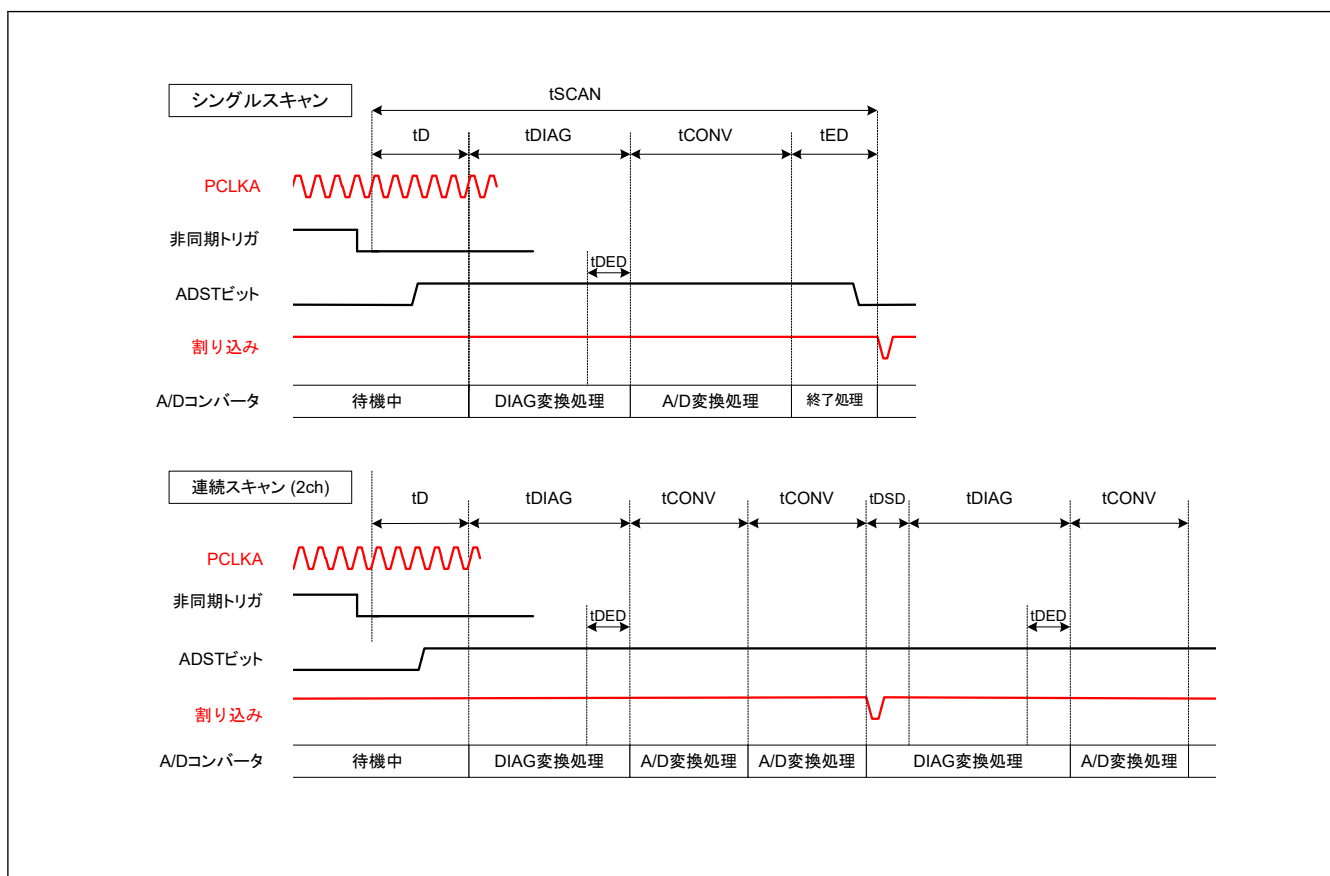 シングルスキャン
tSCAN
tD tDIAG tCONV tED
PCLKA
非同期トリガ
tDED
ADSTビット
割り込み
A/Dコンバータ 待機中 DIAG変換処理 A/D変換処理 終了処理
連続スキャン (2ch)
tD tDIAG tCONV tCONV tDSD tDIAG tCONV
PCLKA
非同期トリガ
tDED tDED
ADSTビット
割り込み
A/Dコンバータ 待機中 DIAG変換処理 A/D変換処理 A/D変換処理 DIAG変換処理 A/D変換処理